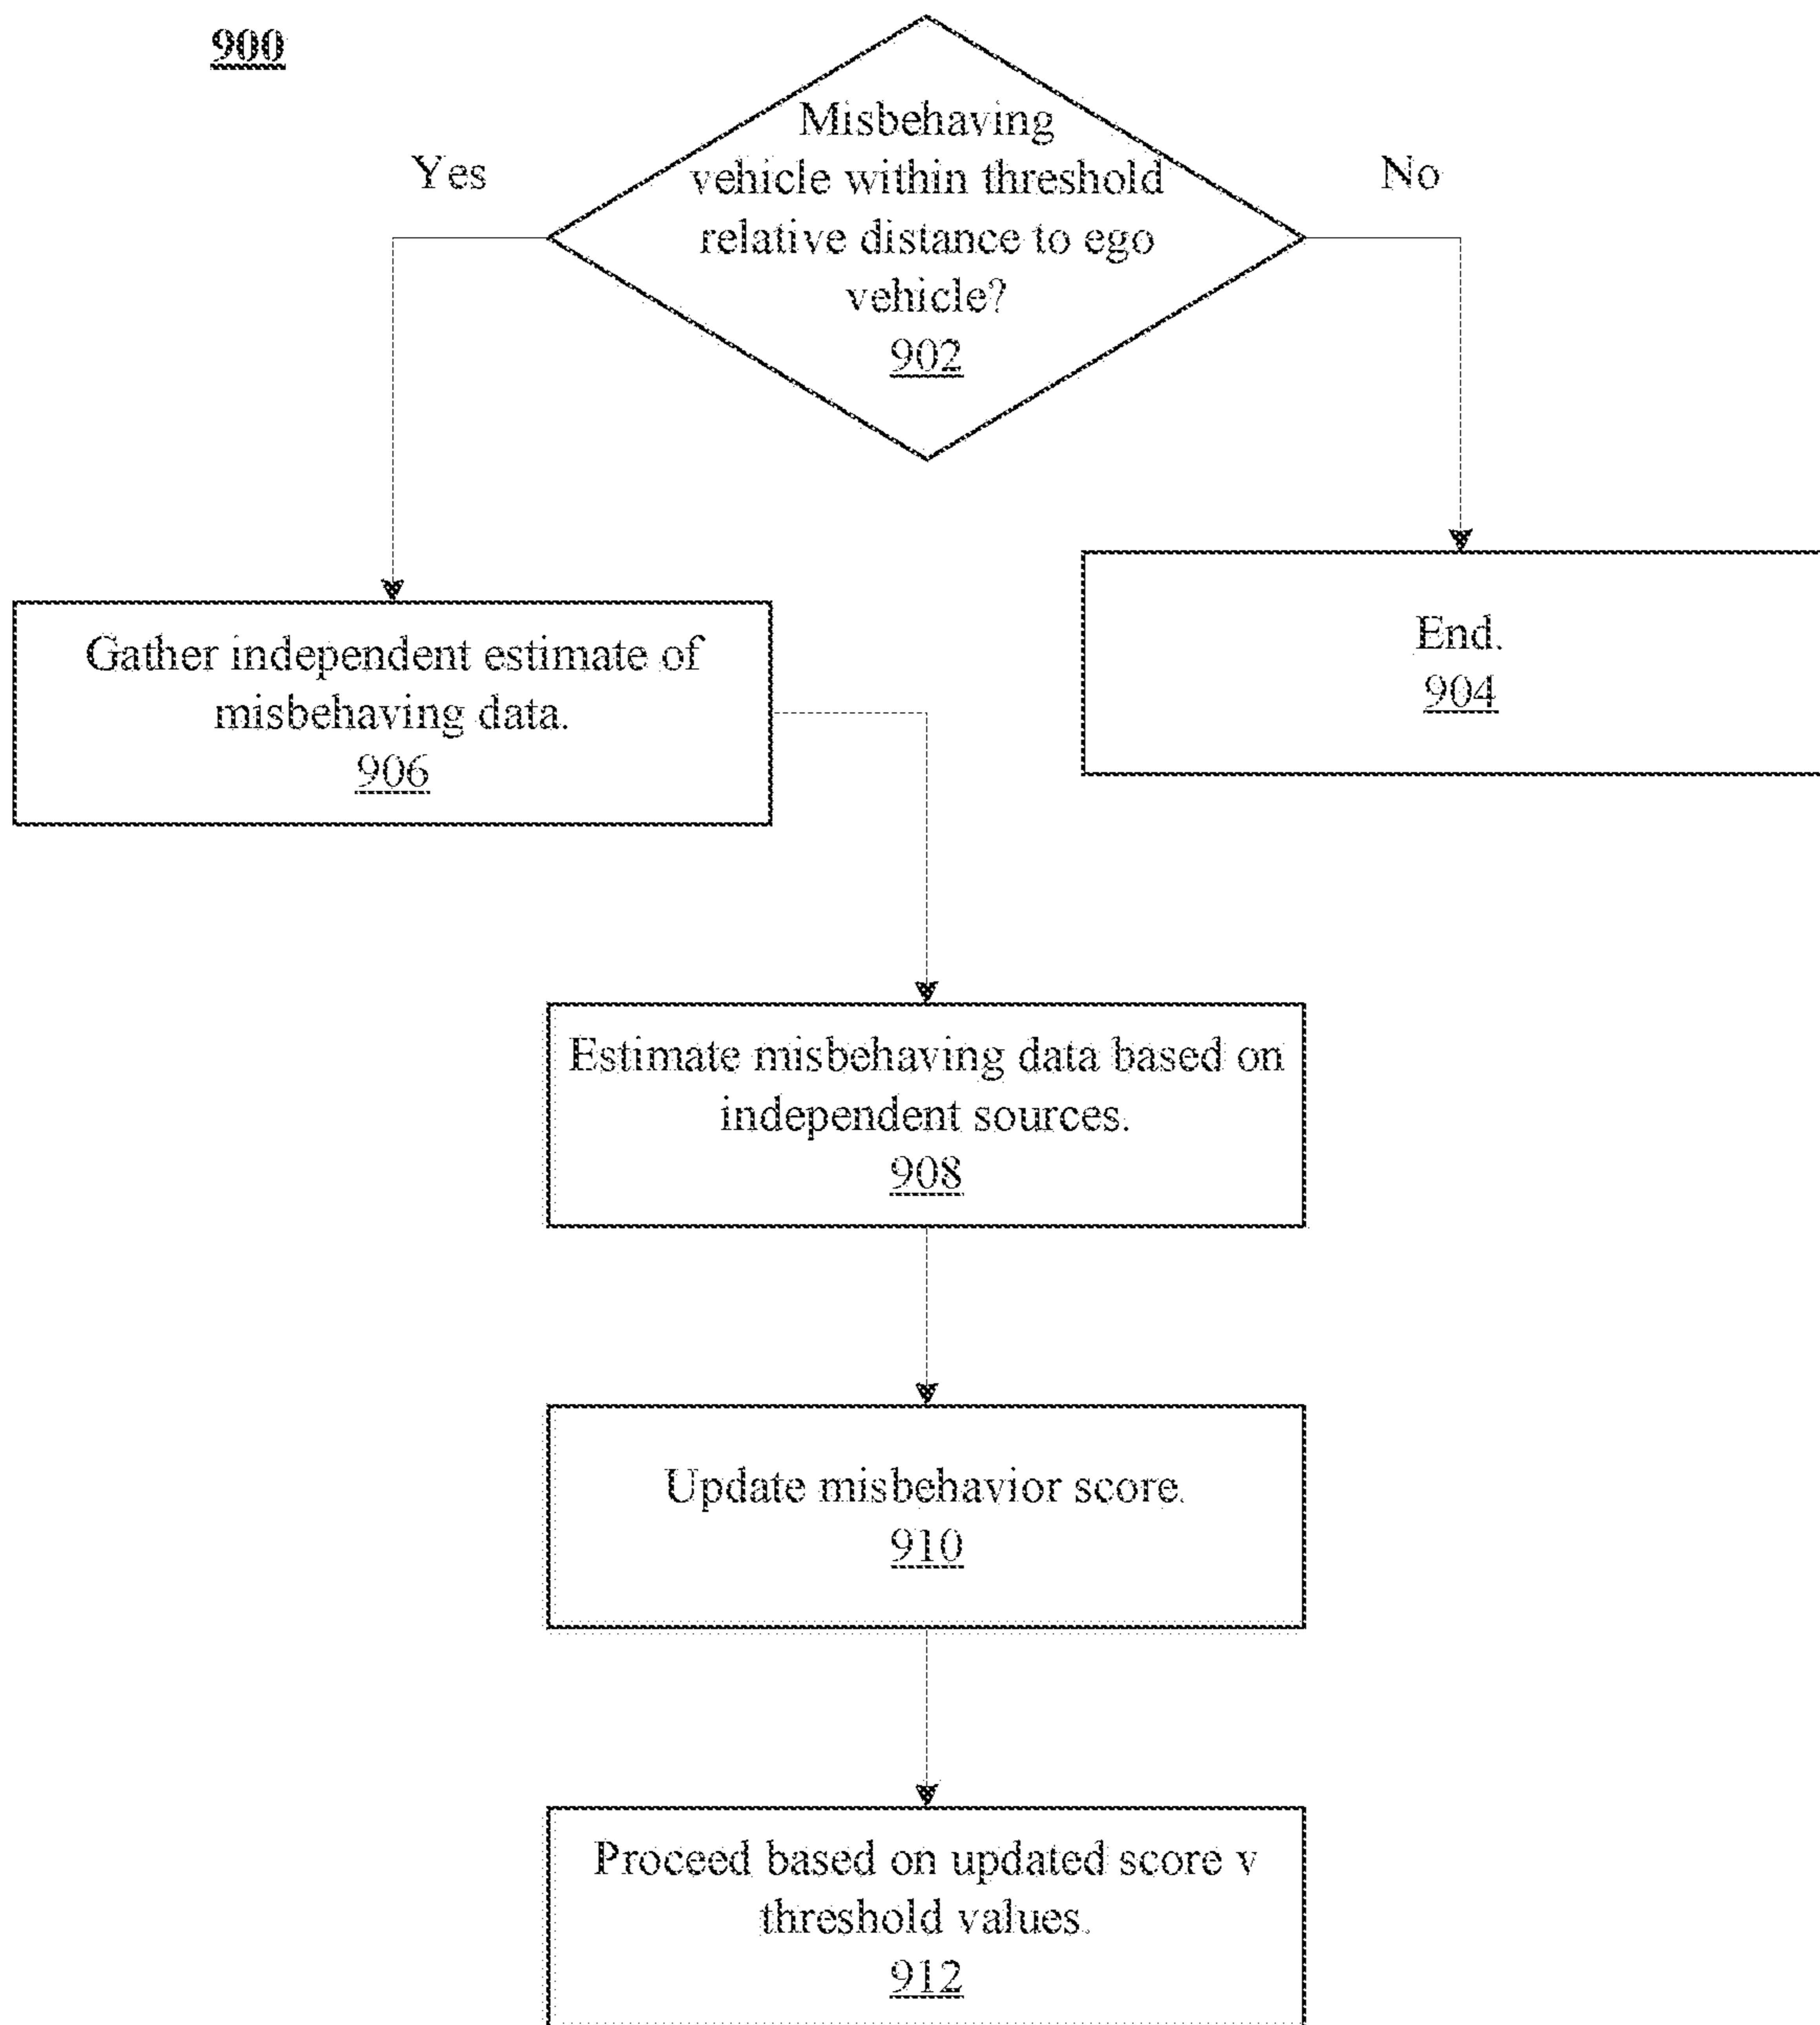 900
Misbehaving
vehicle within threshold
relative distance to ego
vehicle?
902
Yes
No
Gather independent estimate of
misbehaving data.
906
End.
904
Estimate misbehaving data based on
independent sources.
908
Update misbehavior score.
910
Proceed based on updated score v
threshold values.
912